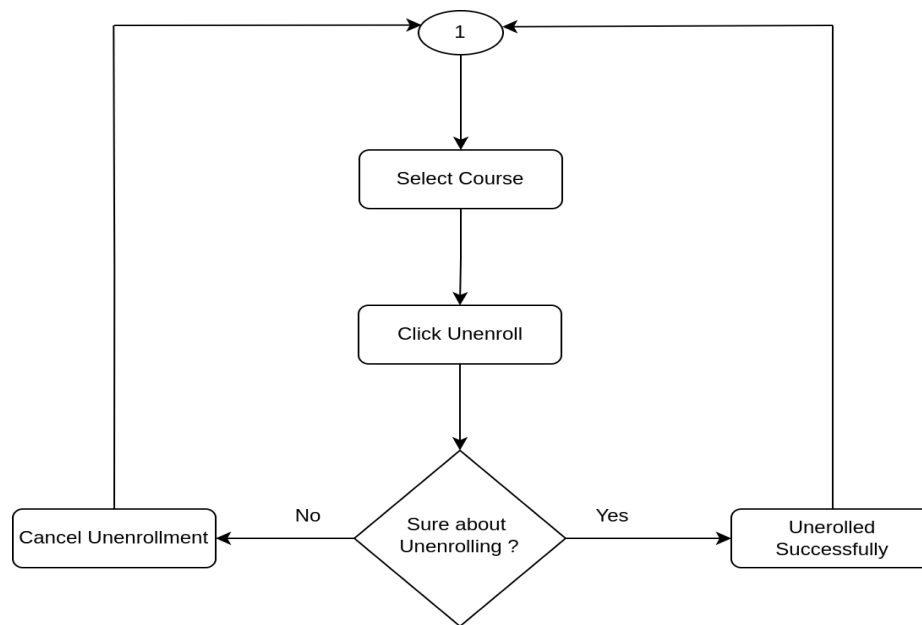 1
Select Course
Click Unenroll
Sure about
Unenrolling ?
No
Yes
Cancel Unenrollment
Unerolled
Successfully